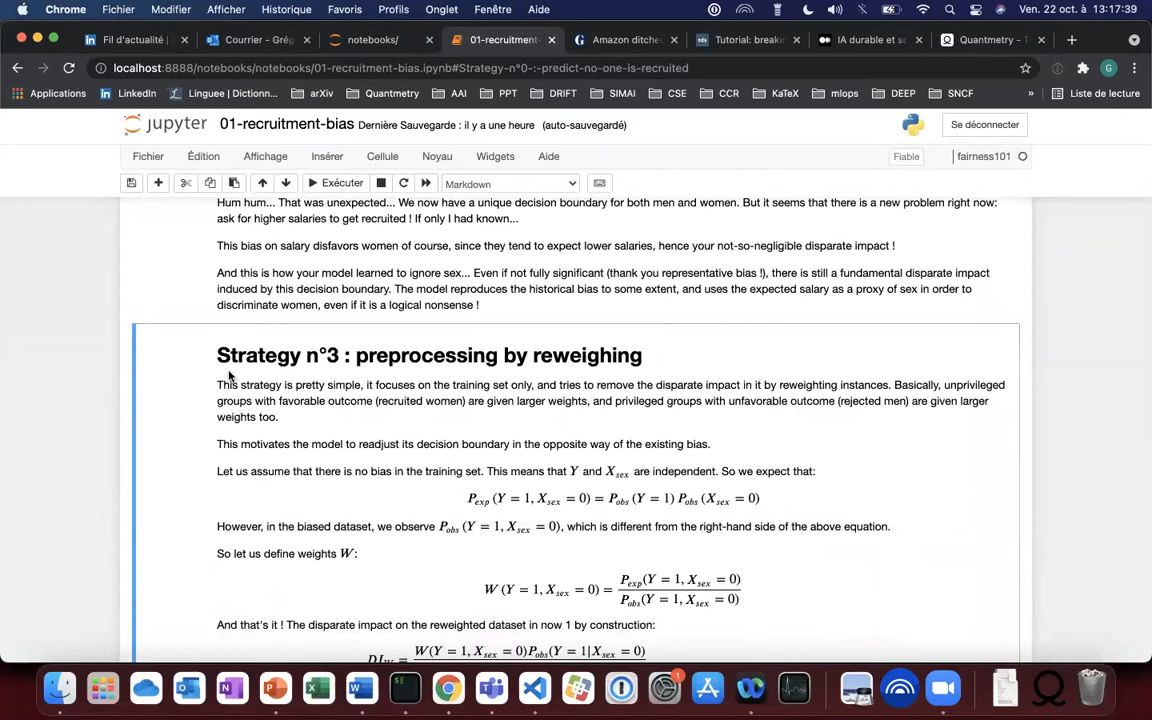 Chrome Fichier Modifier Afficher Historique Favoris Profils Onglet Fenêtre Aide Ven. 22 oct. à 13:17:39
Fil d'actualité | Courrier - Grég notebooks/ 01-recruitment- Amazon ditche Tutorial: break IA durable et so Quantmetry - T
localhost:8888/notebooks/notebooks/01-recruitment-bias.ipynb#Strategy-n°0-:-predict-no-one-is-recruited
Applications LinkedIn Linguee | Dictionn... arXiv Quantmetry AAI PPT DRIFT SIMAI CSE CCR KaTeX mlops DEEP SNCF » Liste de lecture
jupyter 01-recruitment-bias Dernière Sauvegarde : il y a une heure (auto-sauvegardé) Se déconnecter
Fichier Édition Affichage Insérer Cellule Noyau Widgets Aide Fiable fairness101
Exécuter Markdown
Hum hum... That was unexpected... We now have a unique decision boundary for both men and women. But it seems that there is a new problem right now:
ask for higher salaries to get recruited ! If only I had known...
This bias on salary disfavors women of course, since they tend to expect lower salaries, hence your not-so-negligible disparate impact !
And this is how your model learned to ignore sex... Even if not fully significant (thank you representative bias !), there is still a fundamental disparate impact
induced by this decision boundary. The model reproduces the historical bias to some extent, and uses the expected salary as a proxy of sex in order to
discriminate women, even if it is a logical nonsense !
Strategy n°3 : preprocessing by reweighing
This strategy is pretty simple, it focuses on the training set only, and tries to remove the disparate impact in it by reweighting instances. Basically, unprivileged
groups with favorable outcome (recruited women) are given larger weights, and privileged groups with unfavorable outcome (rejected men) are given larger
weights too.
This motivates the model to readjust its decision boundary in the opposite way of the existing bias.
Let us assume that there is no bias in the training set. This means that Y and X_sex are independent. So we expect that:
P_exp (Y = 1, X_sex = 0) = P_obs (Y = 1) P_obs (X_sex = 0)
However, in the biased dataset, we observe P_obs (Y = 1, X_sex = 0), which is different from the right-hand side of the above equation.
So let us define weights W:
W (Y = 1, X_sex = 0) = P_exp(Y = 1, X_sex = 0) / P_obs(Y = 1, X_sex = 0)
And that's it ! The disparate impact on the reweighted dataset in now 1 by construction:
DI_W = W(Y = 1, X_sex = 0)P_obs(Y = 1|X_sex = 0)